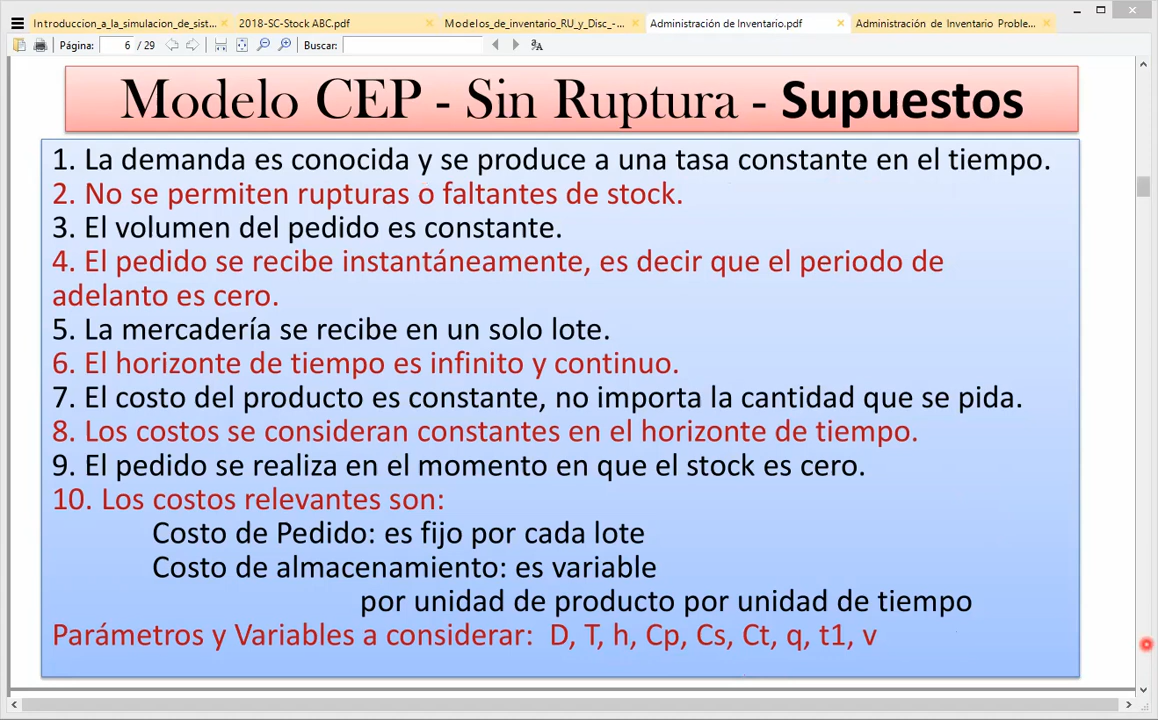 Introduccion_a_la_simulacion_de_sist...
2018-SC-Stock ABC.pdf
Modelos_de_inventario_RU_y_Disc_-...
Administración de Inventario.pdf
Administración de Inventario Proble...
Página: 6 / 29 Buscar:
Modelo CEP - Sin Ruptura - Supuestos
1. La demanda es conocida y se produce a una tasa constante en el tiempo.
2. No se permiten rupturas o faltantes de stock.
3. El volumen del pedido es constante.
4. El pedido se recibe instantáneamente, es decir que el periodo de
adelanto es cero.
5. La mercadería se recibe en un solo lote.
6. El horizonte de tiempo es infinito y continuo.
7. El costo del producto es constante, no importa la cantidad que se pida.
8. Los costos se consideran constantes en el horizonte de tiempo.
9. El pedido se realiza en el momento en que el stock es cero.
10. Los costos relevantes son:
Costo de Pedido: es fijo por cada lote
Costo de almacenamiento: es variable
por unidad de producto por unidad de tiempo
Parámetros y Variables a considerar: D, T, h, Cp, Cs, Ct, q, t1, v